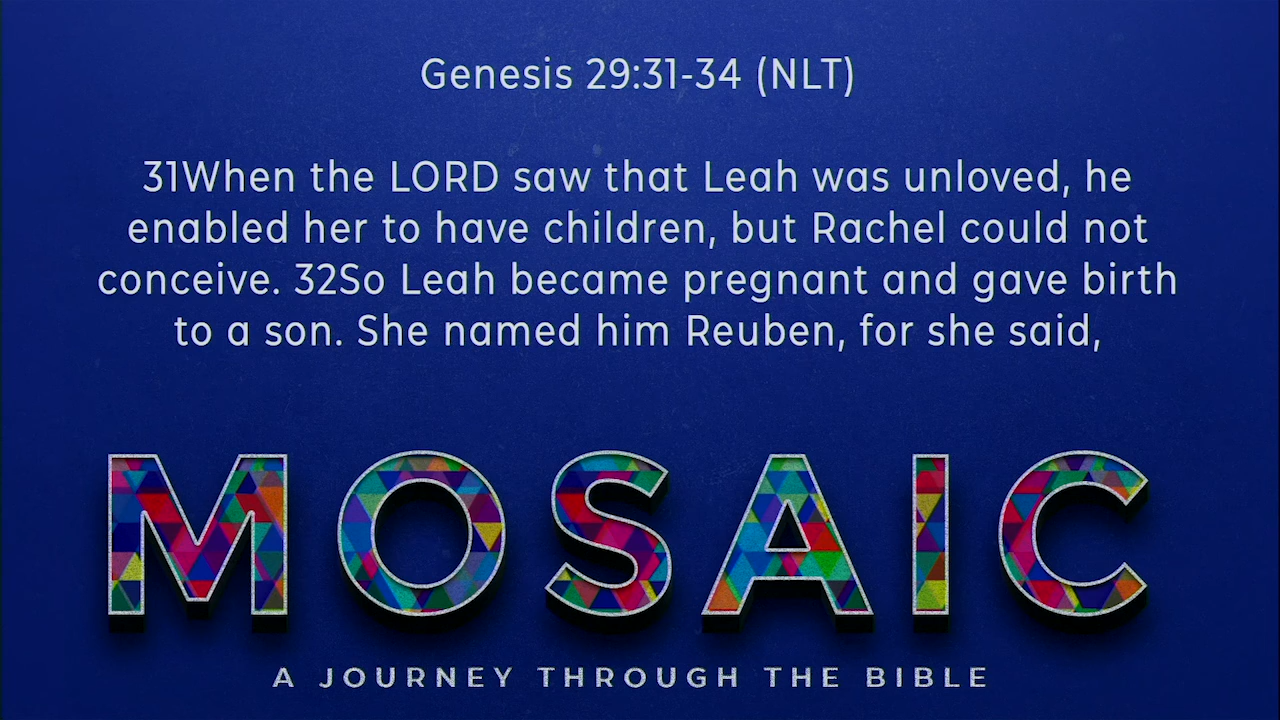 Genesis 29:31-34 (NLT)
31When the LORD saw that Leah was unloved, he
enabled her to have children, but Rachel could not
conceive. 32So Leah became pregnant and gave birth
to a son. She named him Reuben, for she said,
MOSAIC
A JOURNEY THROUGH THE BIBLE